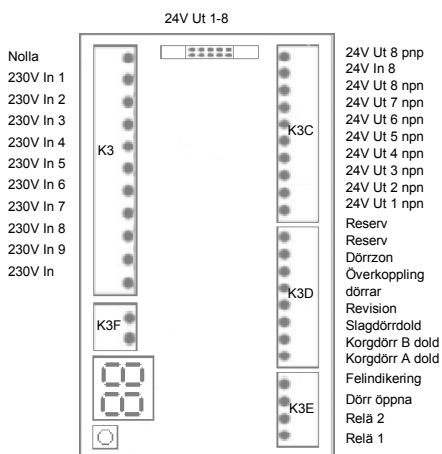 24V Ut 1-8
Nolla
230V In 1
230V In 2
230V In 3
230V In 4
230V In 5
230V In 6
230V In 7
230V In 8
230V In 9
230V In
K3
K3F
K3C
K3D
K3E
24V Ut 8 pnp
24V In 8
24V Ut 8 npn
24V Ut 7 npn
24V Ut 6 npn
24V Ut 5 npn
24V Ut 4 npn
24V Ut 3 npn
24V Ut 2 npn
24V Ut 1 npn
Reserv
Reserv
Dörrzon
Överkoppling
dörrar
Revision
Slagdörrdold
Korgdörr B dold
Korgdörr A dold
Felindikering
Dörr öppna
Relä 2
Relä 1